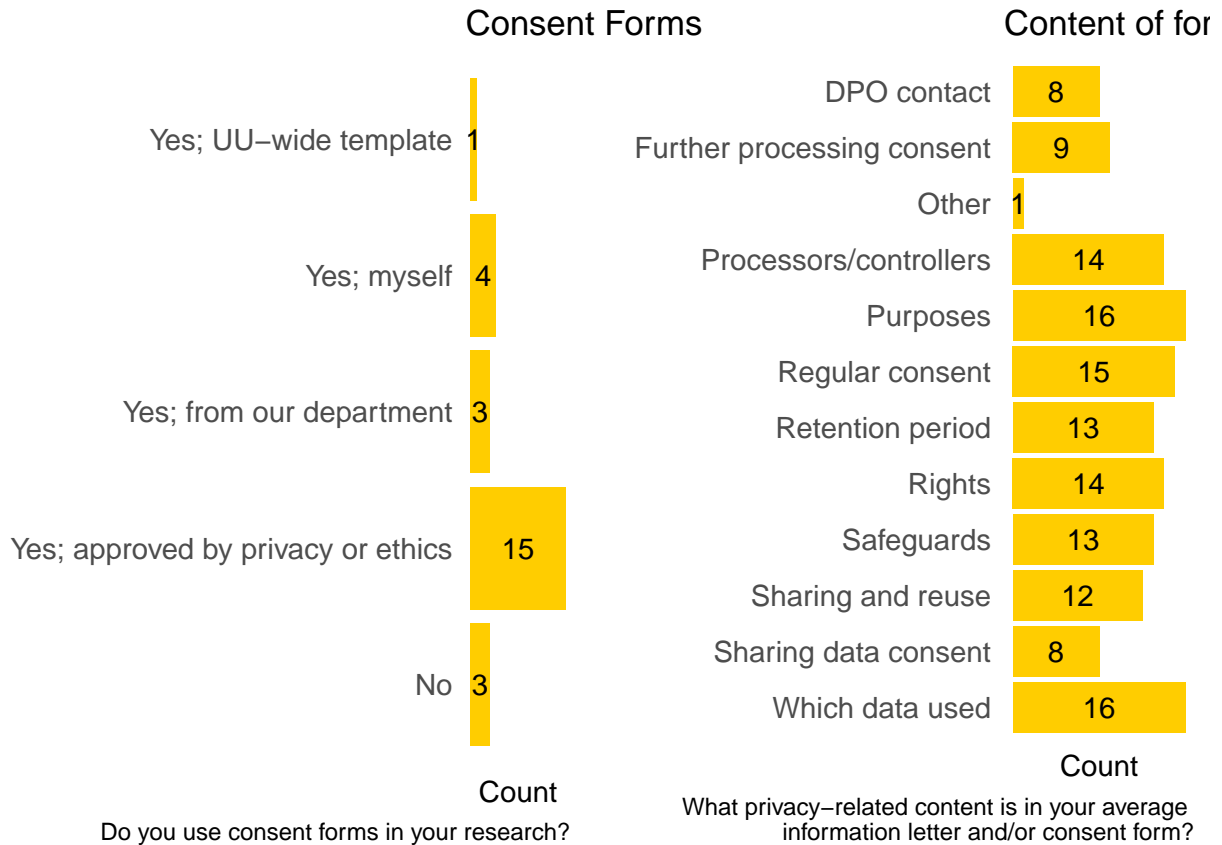 Consent Forms
Yes; UU−wide template 1
Yes; myself 4
Yes; from our department 3
Yes; approved by privacy or ethics 15
No 3
Count
Do you use consent forms in your research?
Content of for
DPO contact 8
Further processing consent 9
Other 1
Processors/controllers 14
Purposes 16
Regular consent 15
Retention period 13
Rights 14
Safeguards 13
Sharing and reuse 12
Sharing data consent 8
Which data used 16
Count
What privacy−related content is in your average
information letter and/or consent form?